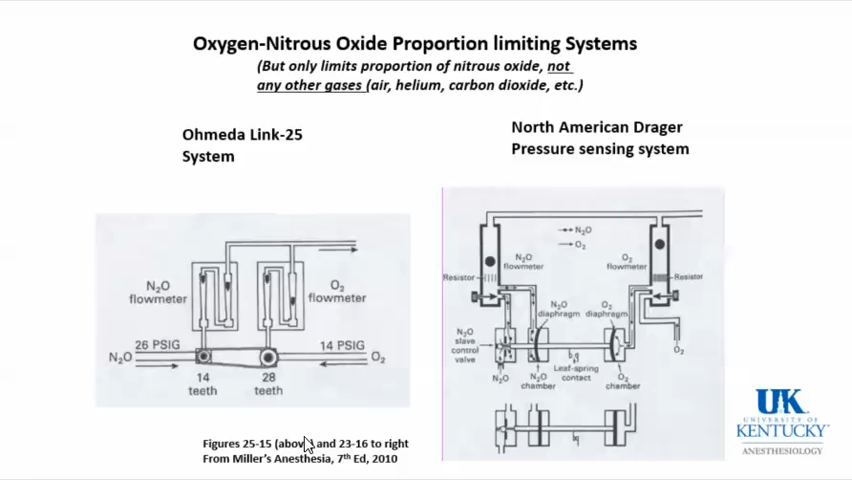 Oxygen-Nitrous Oxide Proportion limiting Systems
(But only limits proportion of nitrous oxide, not
any other gases (air, helium, carbon dioxide, etc.)
Ohmeda Link-25
System
North American Drager
Pressure sensing system
N₂O
flowmeter
O₂
flowmeter
26 PSIG
14 PSIG
N₂O
O₂
14
teeth
28
teeth
N₂O
O₂
N₂O
flowmeter
O₂
flowmeter
Resistor
Resistor
N₂O
diaphragm
O₂
diaphragm
N₂O
slave
control
valve
O₂
Leaf-spring
contact
N₂O
N₂O
chamber
O₂
chamber
Figures 25-15 (above) and 23-16 to right
From Miller's Anesthesia, 7th Ed, 2010
UK
UNIVERSITY OF
KENTUCKY
ANESTHESIOLOGY